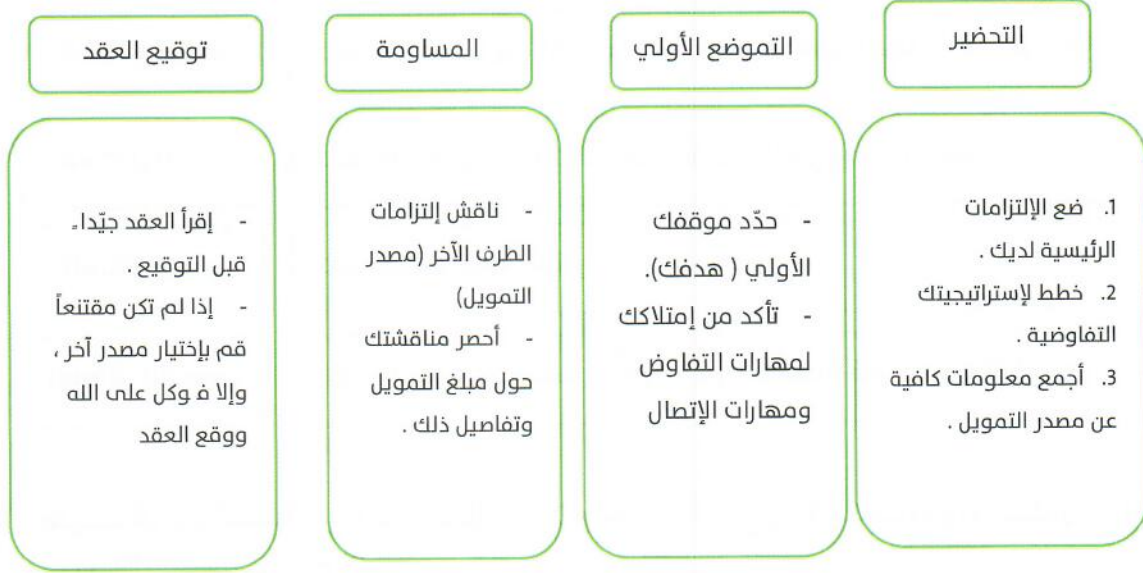 التحضير
1. ضع الإلتزامات
الرئيسية لديك .
2. خطط لإستراتيجيتك
التفاوضية .
3. أجمع معلومات كافية
عن مصدر التمويل .
التموضع الأولي
- حدّد موقفك
الأولي ( هدفك).
- تأكد من إمتلاكك
لمهارات التفاوض
ومهارات الإتصال
المساومة
- ناقش إلتزامات
الطرف الآخر (مصدر
التمويل)
- أحصر مناقشتك
حول مبلغ التمويل
وتفاصيل ذلك .
توقيع العقد
- إقرأ العقد جيّداء
قبل التوقيع .
- إذا لم تكن مقتنعاً
قم بإختيار مصدر آخر ،
وإلا فوكل على الله
ووقع العقد